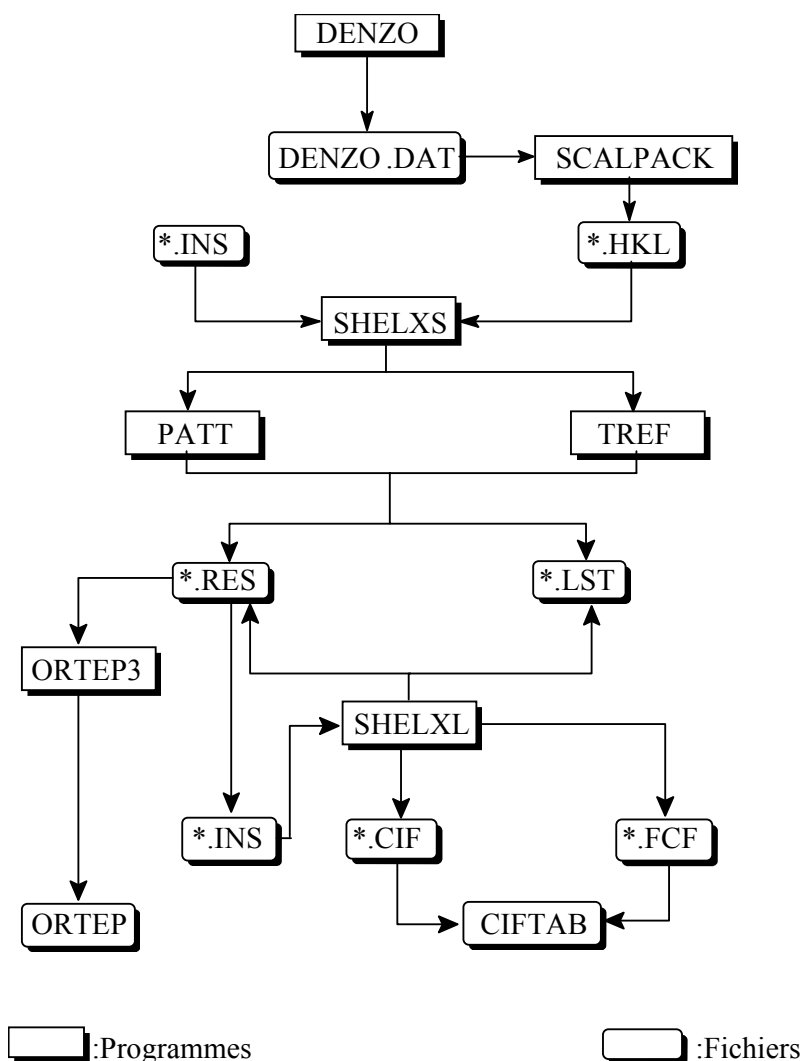 DENZO
DENZO .DAT
SCALPACK
*.INS
*.HKL
SHELXS
PATT
TREF
*.RES
*.LST
ORTEP3
SHELXL
*.INS
*.CIF
*.FCF
ORTEP
CIFTAB
:Programmes
:Fichiers